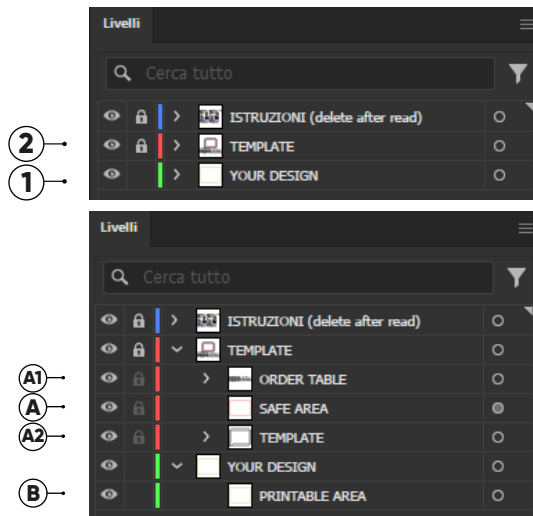 Livelli
Cerca tutto
ISTRUZIONI (delete after read)
2 TEMPLATE
1 YOUR DESIGN
Livelli
Cerca tutto
ISTRUZIONI (delete after read)
TEMPLATE
A1 ORDER TABLE
A SAFE AREA
A2 TEMPLATE
YOUR DESIGN
B PRINTABLE AREA